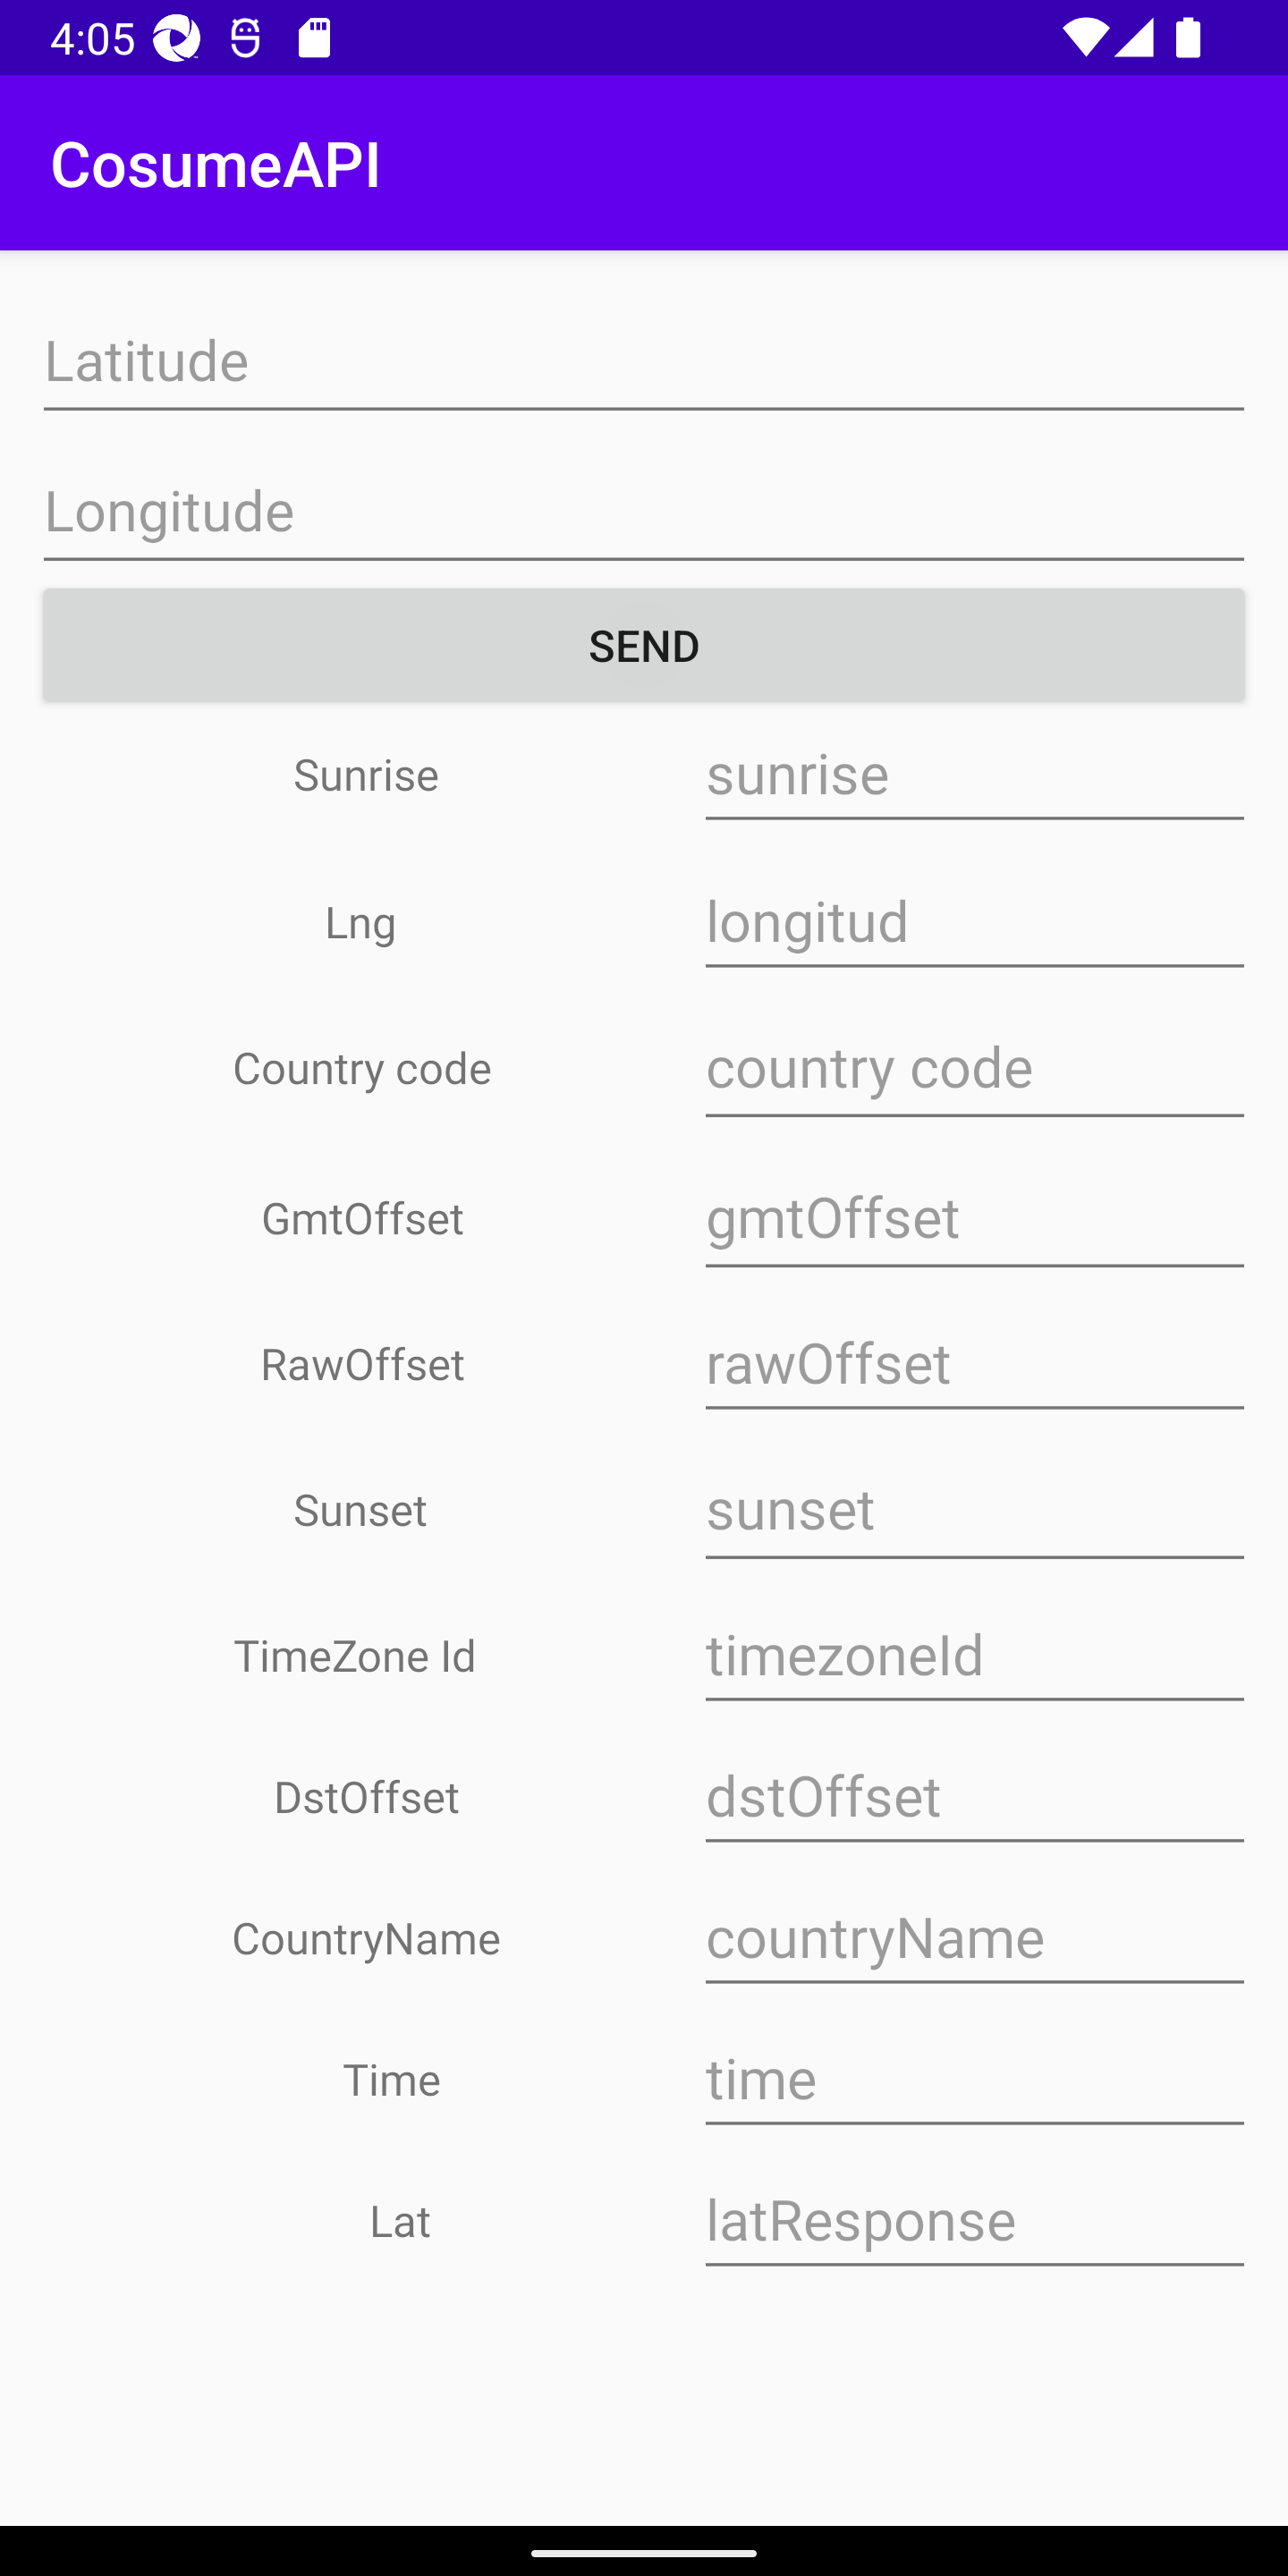 4:05
CosumeAPI
Latitude
Longitude
SEND
Sunrise sunrise
Lng longitud
Country code country code
GmtOffset gmtOffset
RawOffset rawOffset
Sunset sunset
TimeZone Id timezoneId
DstOffset dstOffset
CountryName countryName
Time time
Lat latResponse